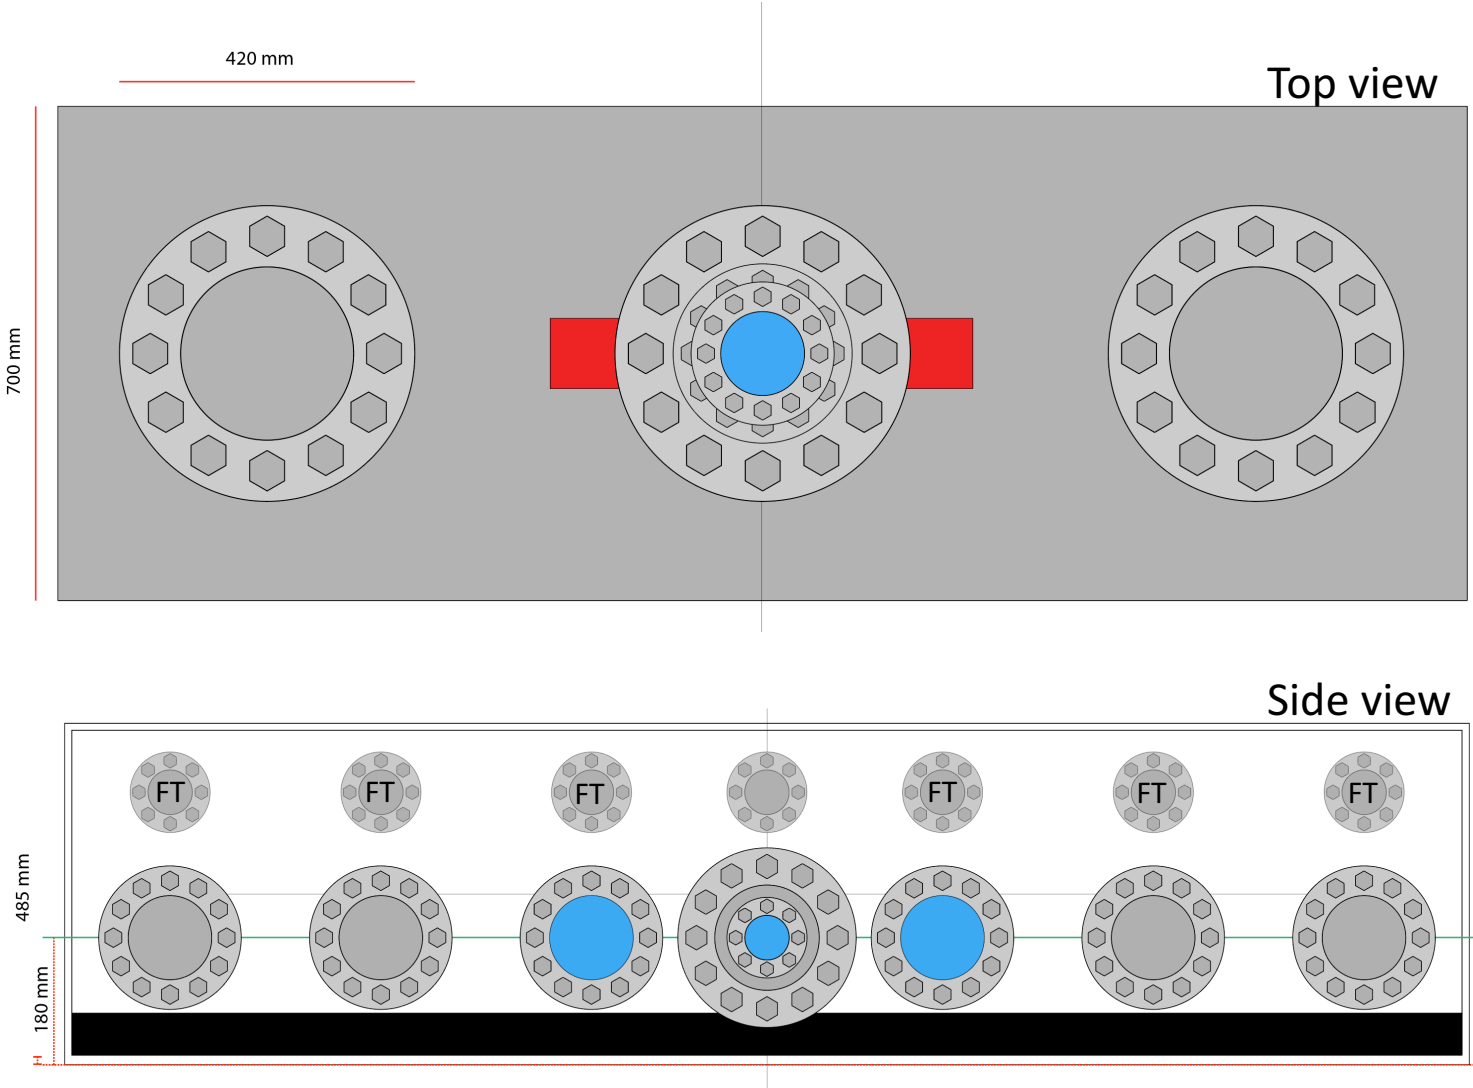 420 mm
Top view
700 mm
Side view
FT FT FT FT FT FT
485 mm
180 mm